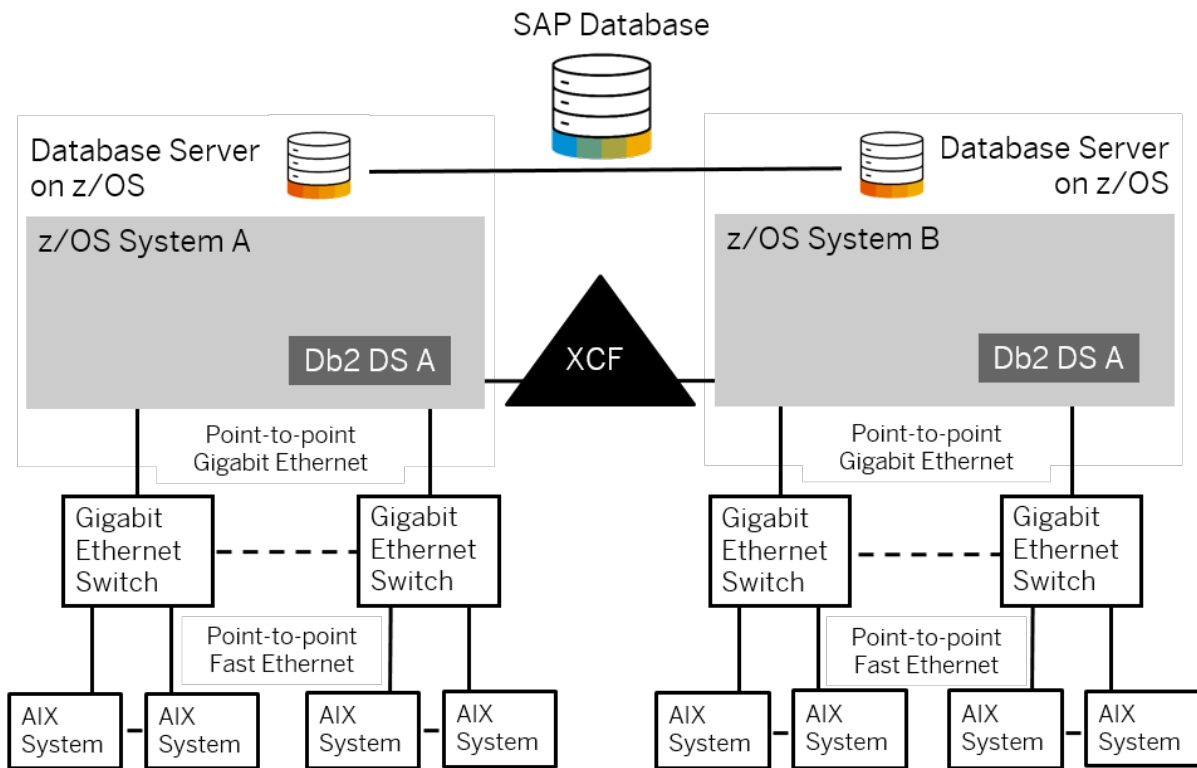 SAP Database
Database Server
on z/OS
Database Server
on z/OS
z/OS System A
z/OS System B
XCF
Db2 DS A
Db2 DS A
Point-to-point
Gigabit Ethernet
Point-to-point
Gigabit Ethernet
Gigabit
Ethernet
Switch
Gigabit
Ethernet
Switch
Gigabit
Ethernet
Switch
Gigabit
Ethernet
Switch
Point-to-point
Fast Ethernet
Point-to-point
Fast Ethernet
AIX
System
AIX
System
AIX
System
AIX
System
AIX
System
AIX
System
AIX
System
AIX
System